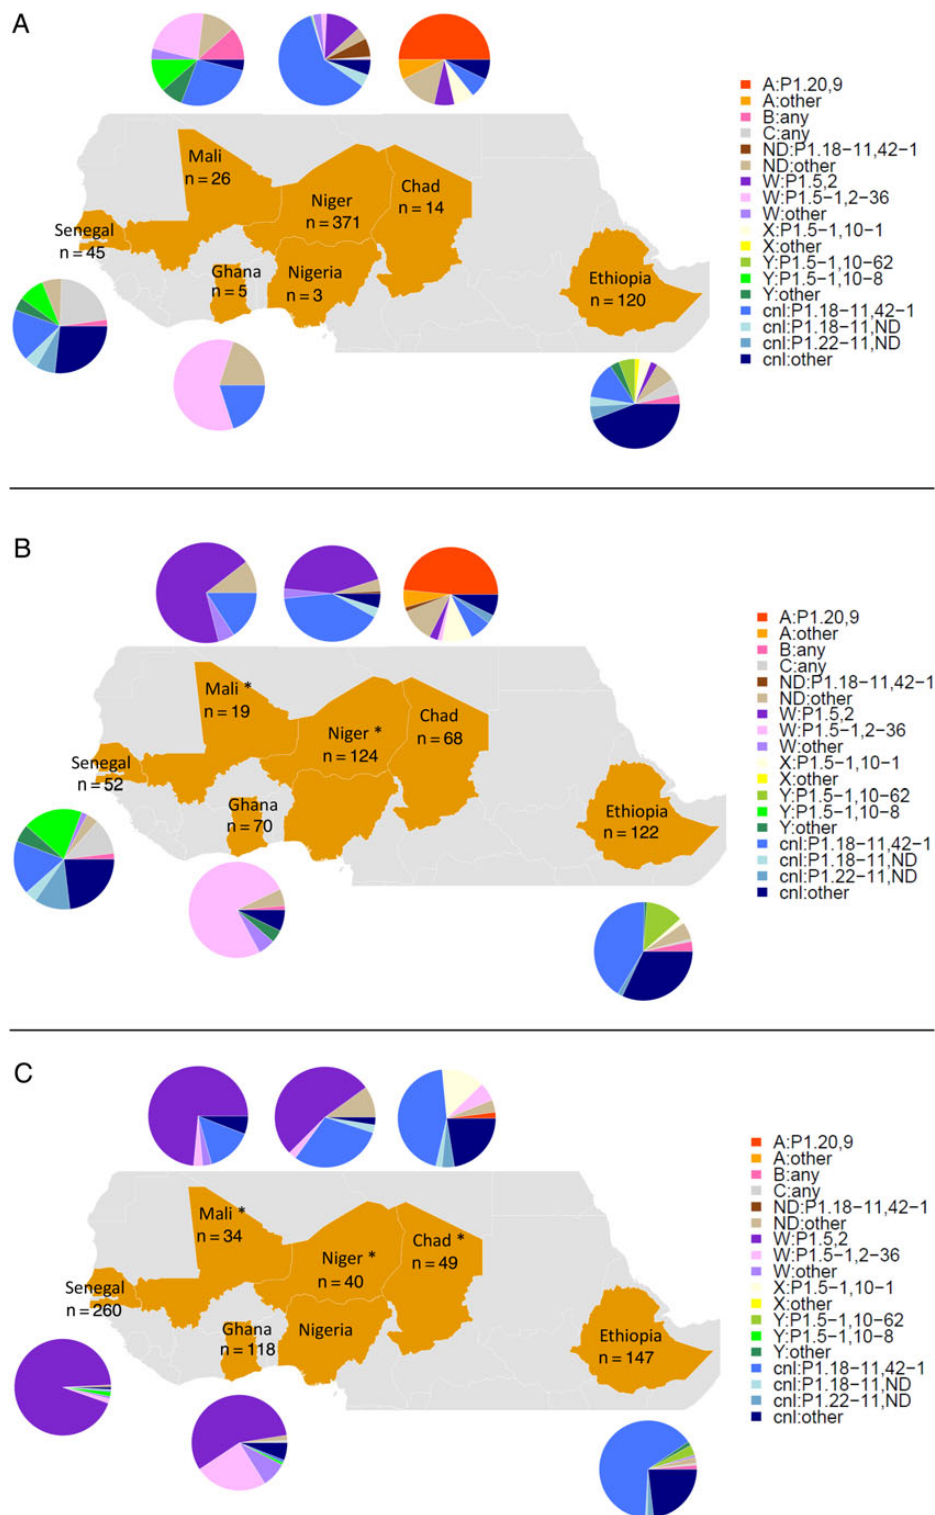 A
Mali
n = 26
Niger
n = 371
Chad
n = 14
Senegal
n = 45
Ghana
n = 5
Nigeria
n = 3
Ethiopia
n = 120
A:P1.20,9
A:other
B:any
C:any
ND:P1.18−11,42−1
ND:other
W:P1.5,2
W:P1.5−1,2−36
W:other
X:P1.5−1,10−1
X:other
Y:P1.5−1,10−62
Y:P1.5−1,10−8
Y:other
cnl:P1.18−11,42−1
cnl:P1.18−11,ND
cnl:P1.22−11,ND
cnl:other
B
Mali *
n = 19
Niger *
n = 124
Chad
n = 68
Senegal
n = 52
Ghana
n = 70
Ethiopia
n = 122
A:P1.20,9
A:other
B:any
C:any
ND:P1.18−11,42−1
ND:other
W:P1.5,2
W:P1.5−1,2−36
W:other
X:P1.5−1,10−1
X:other
Y:P1.5−1,10−62
Y:P1.5−1,10−8
Y:other
cnl:P1.18−11,42−1
cnl:P1.18−11,ND
cnl:P1.22−11,ND
cnl:other
C
Mali *
n = 34
Niger *
n = 40
Chad *
n = 49
Senegal
n = 260
Ghana
n = 118
Nigeria
Ethiopia
n = 147
A:P1.20,9
A:other
B:any
C:any
ND:P1.18−11,42−1
ND:other
W:P1.5,2
W:P1.5−1,2−36
W:other
X:P1.5−1,10−1
X:other
Y:P1.5−1,10−62
Y:P1.5−1,10−8
Y:other
cnl:P1.18−11,42−1
cnl:P1.18−11,ND
cnl:P1.22−11,ND
cnl:other